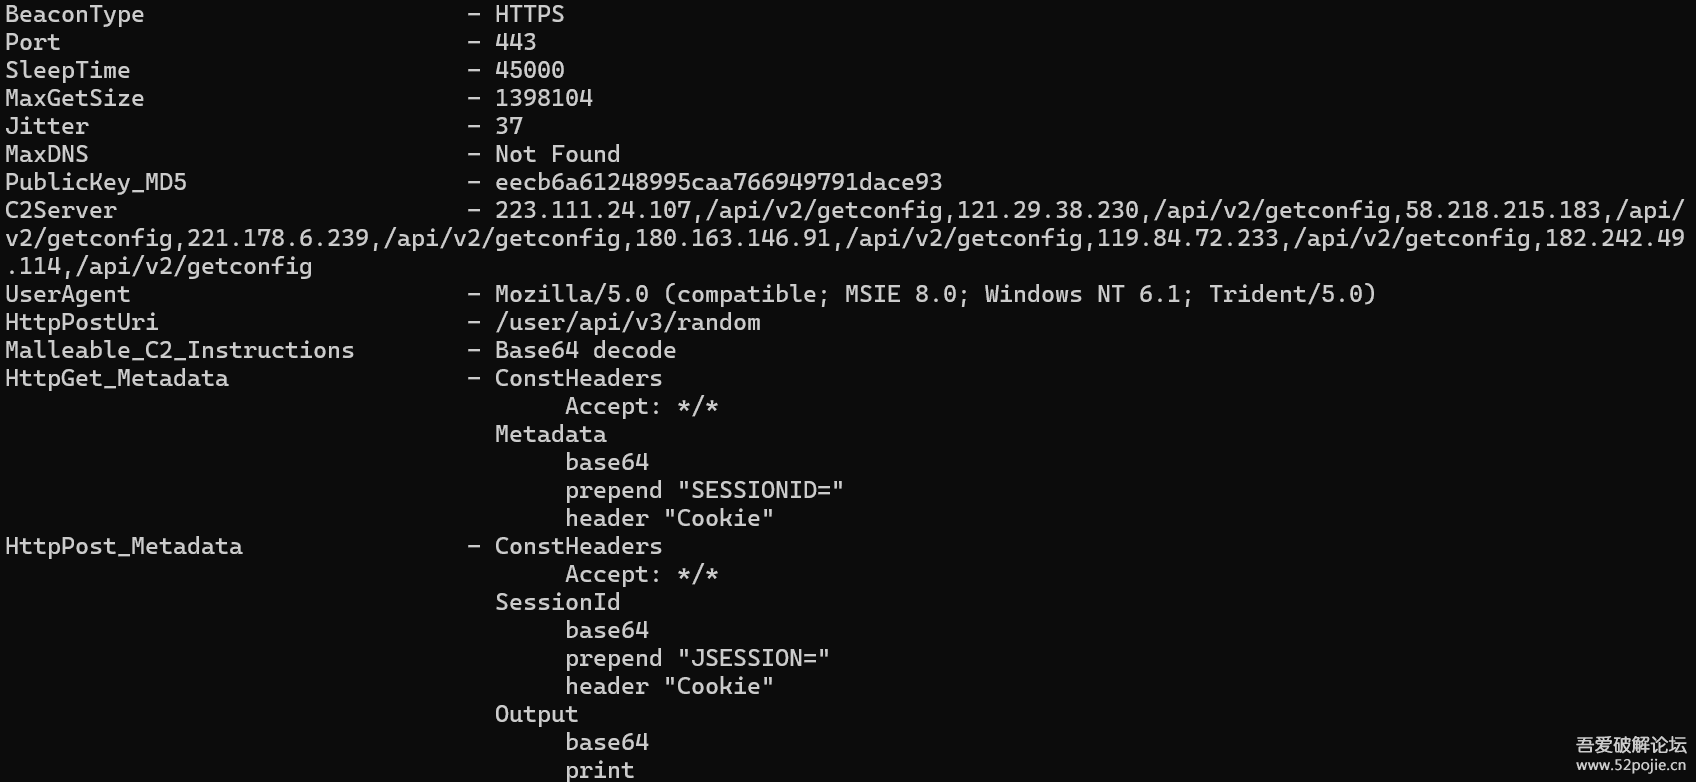 BeaconType - HTTPS
Port - 443
SleepTime - 45000
MaxGetSize - 1398104
Jitter - 37
MaxDNS - Not Found
PublicKey_MD5 - eecb6a61248995caa766949791dace93
C2Server - 223.111.24.107,/api/v2/getconfig,121.29.38.230,/api/v2/getconfig,58.218.215.183,/api/
v2/getconfig,221.178.6.239,/api/v2/getconfig,180.163.146.91,/api/v2/getconfig,119.84.72.233,/api/v2/getconfig,182.242.49
.114,/api/v2/getconfig
UserAgent - Mozilla/5.0 (compatible; MSIE 8.0; Windows NT 6.1; Trident/5.0)
HttpPostUri - /user/api/v3/random
Malleable_C2_Instructions - Base64 decode
HttpGet_Metadata - ConstHeaders
Accept: */*
Metadata
base64
prepend "SESSIONID="
header "Cookie"
HttpPost_Metadata - ConstHeaders
Accept: */*
SessionId
base64
prepend "JSESSION="
header "Cookie"
Output
base64
print
吾爱破解论坛
www.52pojie.cn